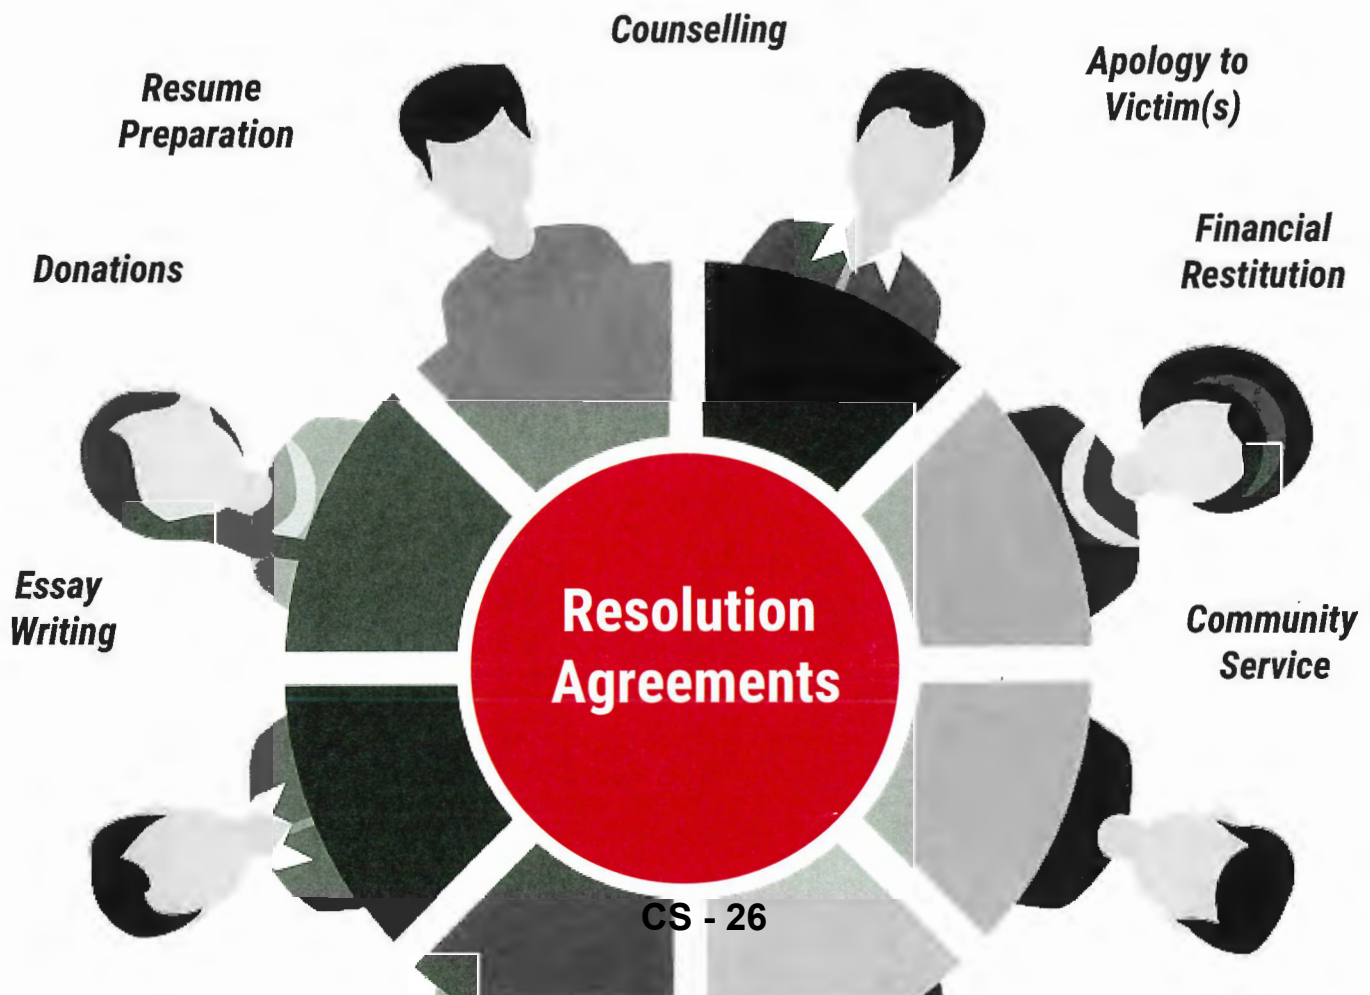 Counselling
Resume
Preparation
Apology to
Victim(s)
Donations
Financial
Restitution
Essay
Writing
Community
Service
Resolution
Agreements
CS - 26